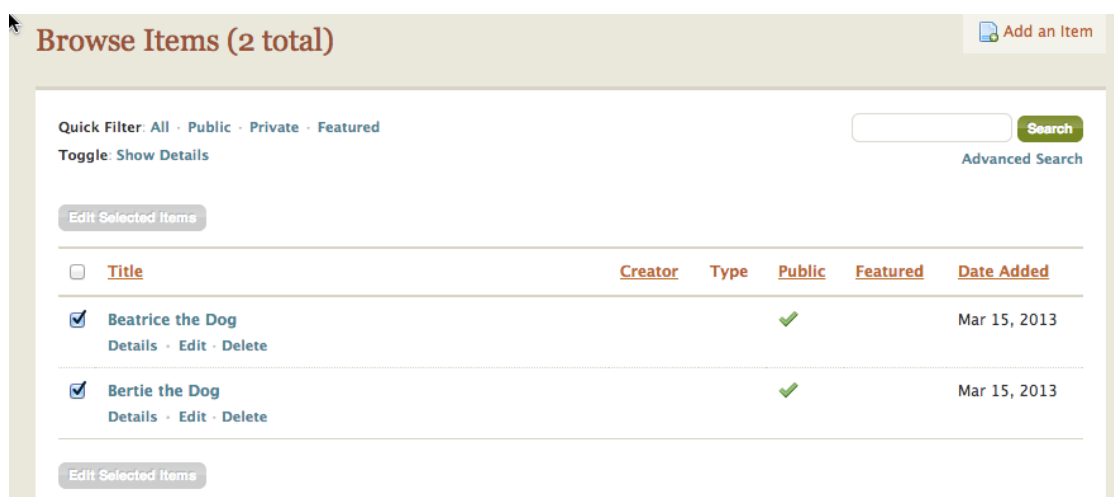 Browse Items (2 total)
Add an Item
Quick Filter: All · Public · Private · Featured
Search
Toggle: Show Details
Advanced Search
Edit Selected Items
Title Creator Type Public Featured Date Added
Beatrice the Dog Mar 15, 2013
Details · Edit · Delete
Bertie the Dog Mar 15, 2013
Details · Edit · Delete
Edit Selected Items